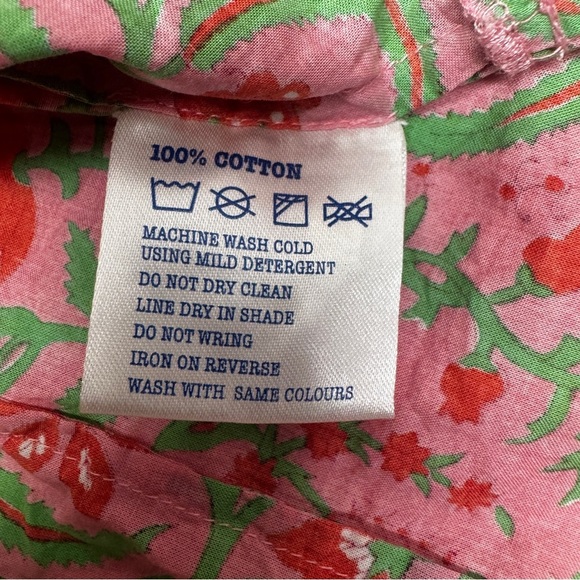 100% COTTON
MACHINE WASH COLD
USING MILD DETERGENT
DO NOT DRY CLEAN
LINE DRY IN SHADE
DO NOT WRING
IRON ON REVERSE
WASH WITH SAME COLOURS